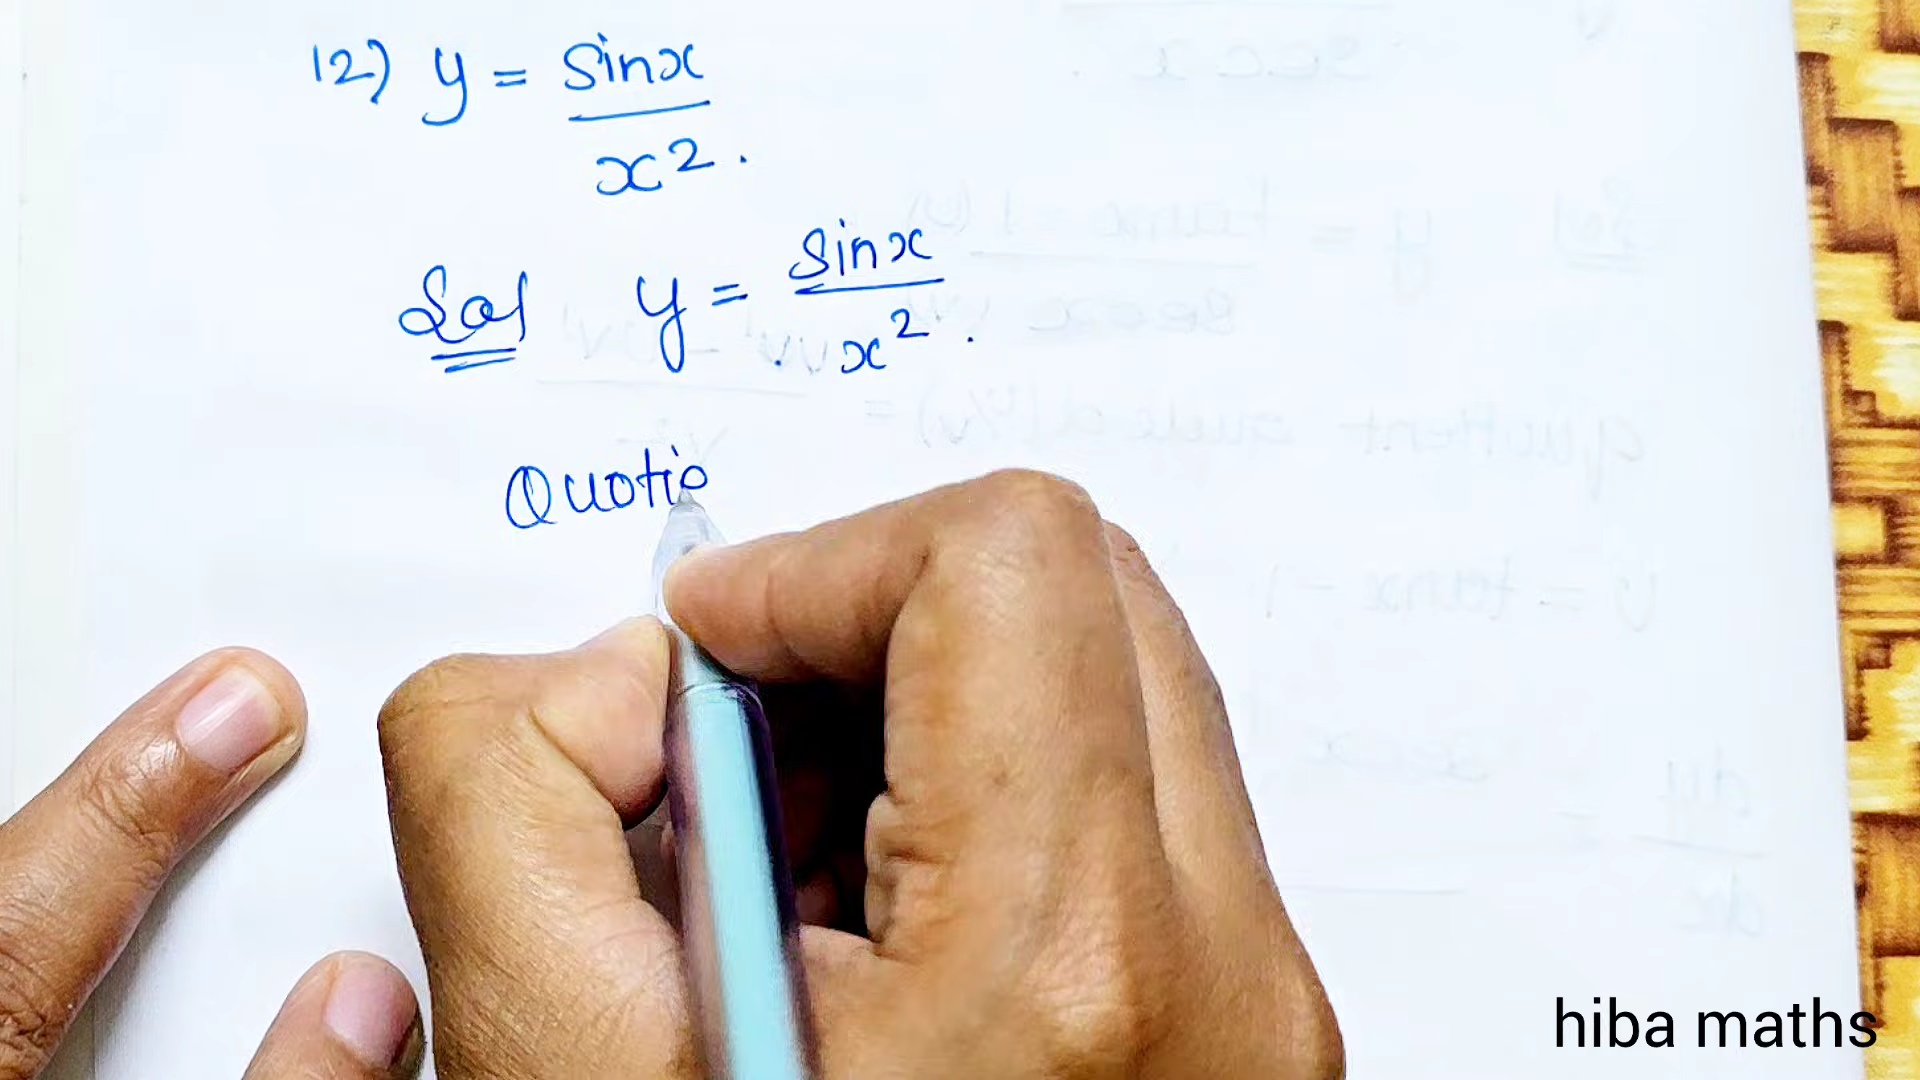 12) y = sinx
x².
Sol y = sinx
x².
Quotie
hiba maths